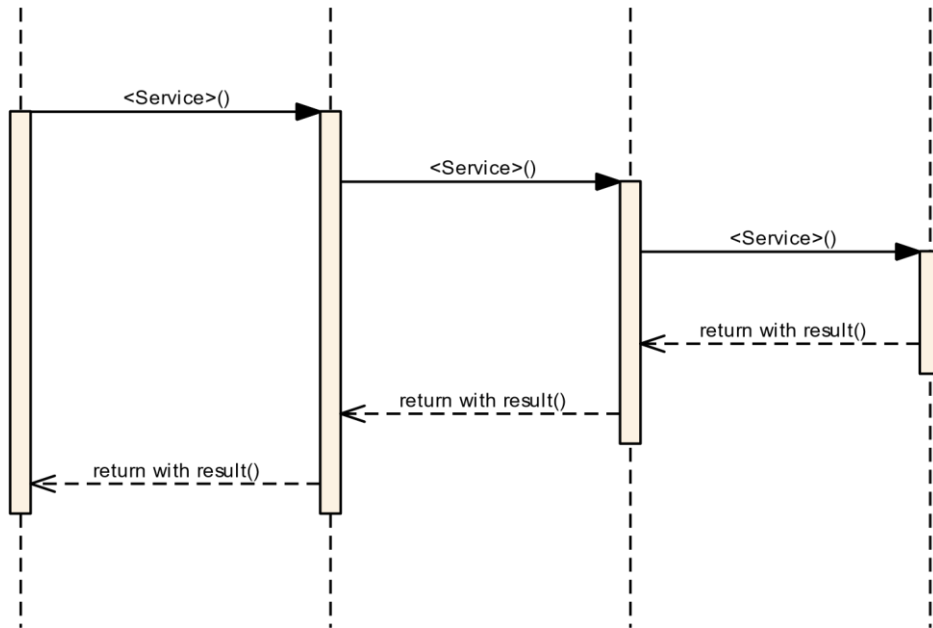 <Service>()
<Service>()
<Service>()
return with result()
return with result()
return with result()